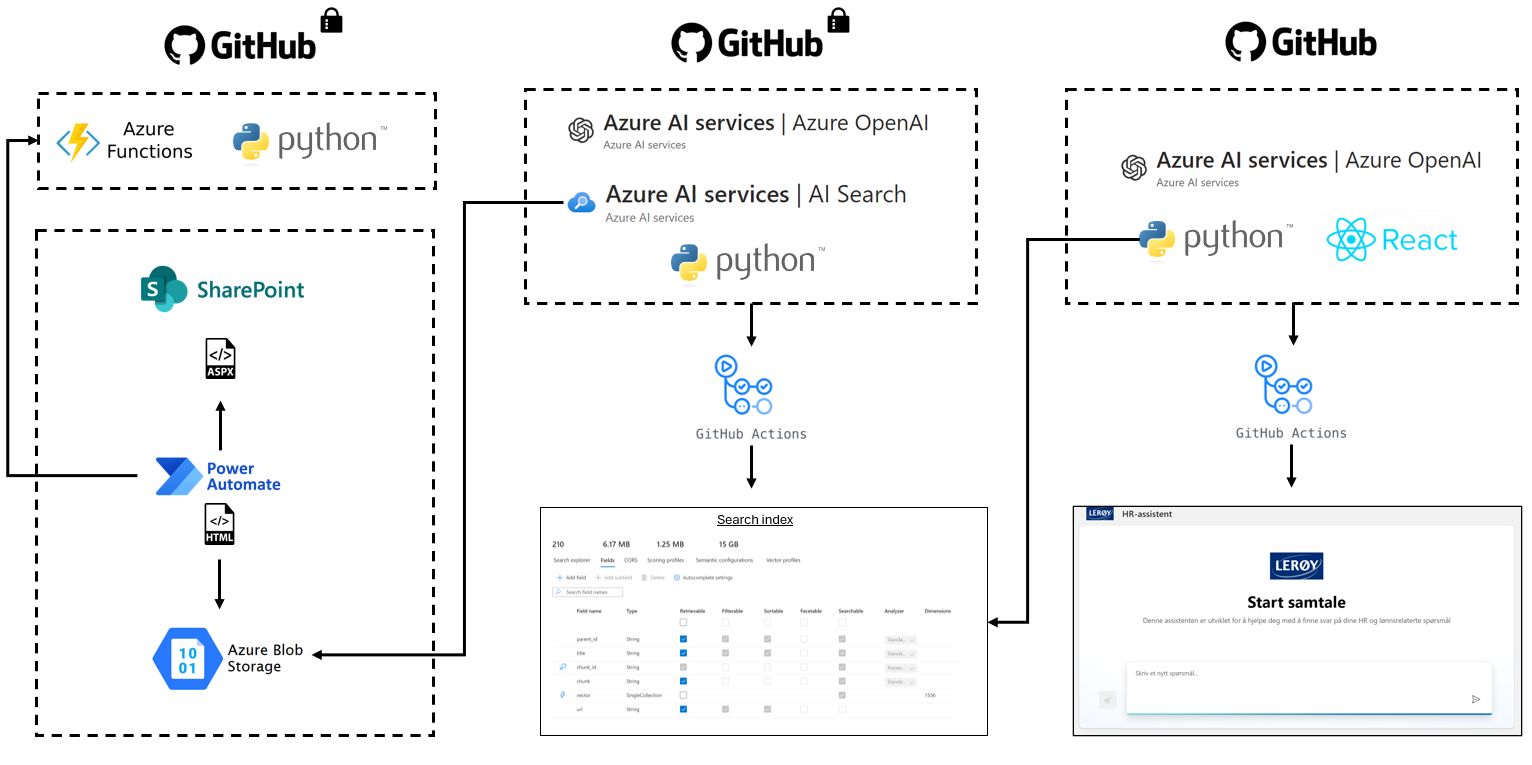 GitHub
Azure
Functions
python™
SharePoint
</>
ASPX
Power
Automate
</>
HTML
10
01
Azure Blob
Storage
GitHub
Azure AI services | Azure OpenAI
Azure AI services
Azure AI services | AI Search
Azure AI services
python™
GitHub Actions
Search index
210 6.17 MB 1.25 MB 15 GB
Search explorer Fields CORS Scoring profiles Semantic configurations Vector profiles
Add field Add subfield Delete Autocomplete settings
Search field names
Field name Type Retrievable Filterable Sortable Facetable Searchable Analyzer Dimensions
parent_id String Standa...
title String Standa...
chunk_id String Keywo...
chunk String Standa...
vector SingleCollection 1536
url String
GitHub
Azure AI services | Azure OpenAI
Azure AI services
python™
React
GitHub Actions
LERØY HR-assistent
LERØY
Start samtale
Denne assistenten er utviklet for å hjelpe deg med å finne svar på dine HR og lønnsrelaterte spørsmål
Skriv et nytt spørsmål...